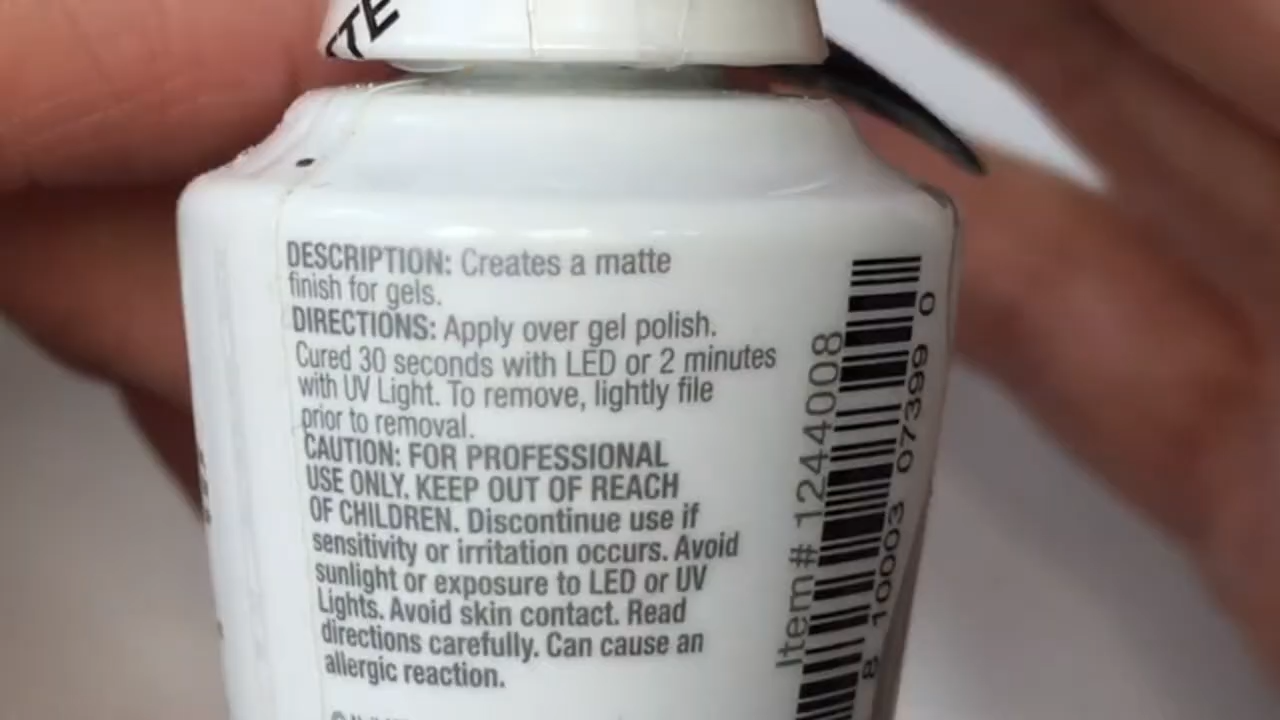 TTE
DESCRIPTION: Creates a matte
finish for gels.
DIRECTIONS: Apply over gel polish.
Cured 30 seconds with LED or 2 minutes
with UV Light. To remove, lightly file
prior to removal.
CAUTION: FOR PROFESSIONAL
USE ONLY. KEEP OUT OF REACH
OF CHILDREN. Discontinue use if
sensitivity or irritation occurs. Avoid
sunlight or exposure to LED or UV
Lights. Avoid skin contact. Read
directions carefully. Can cause an
allergic reaction.
Item# 1244008
8 10003 07399 0